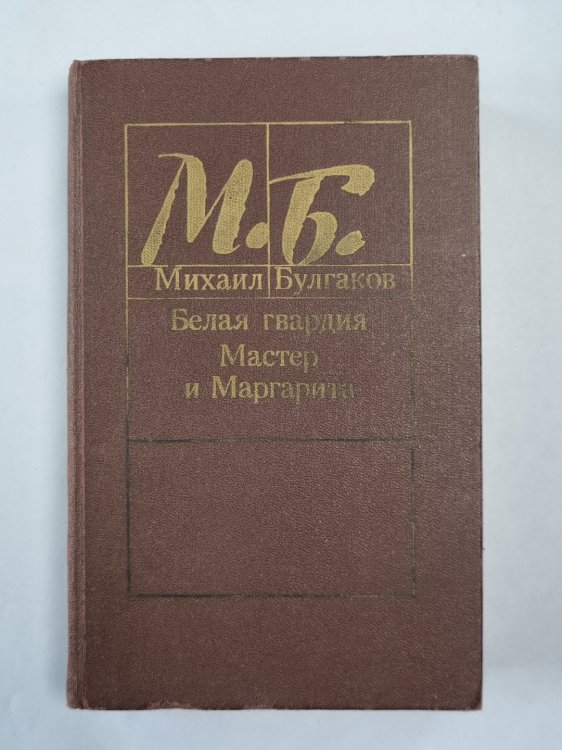 М.Б.
Михаил Булгаков
Белая гвардия
Мастер
и Маргарита